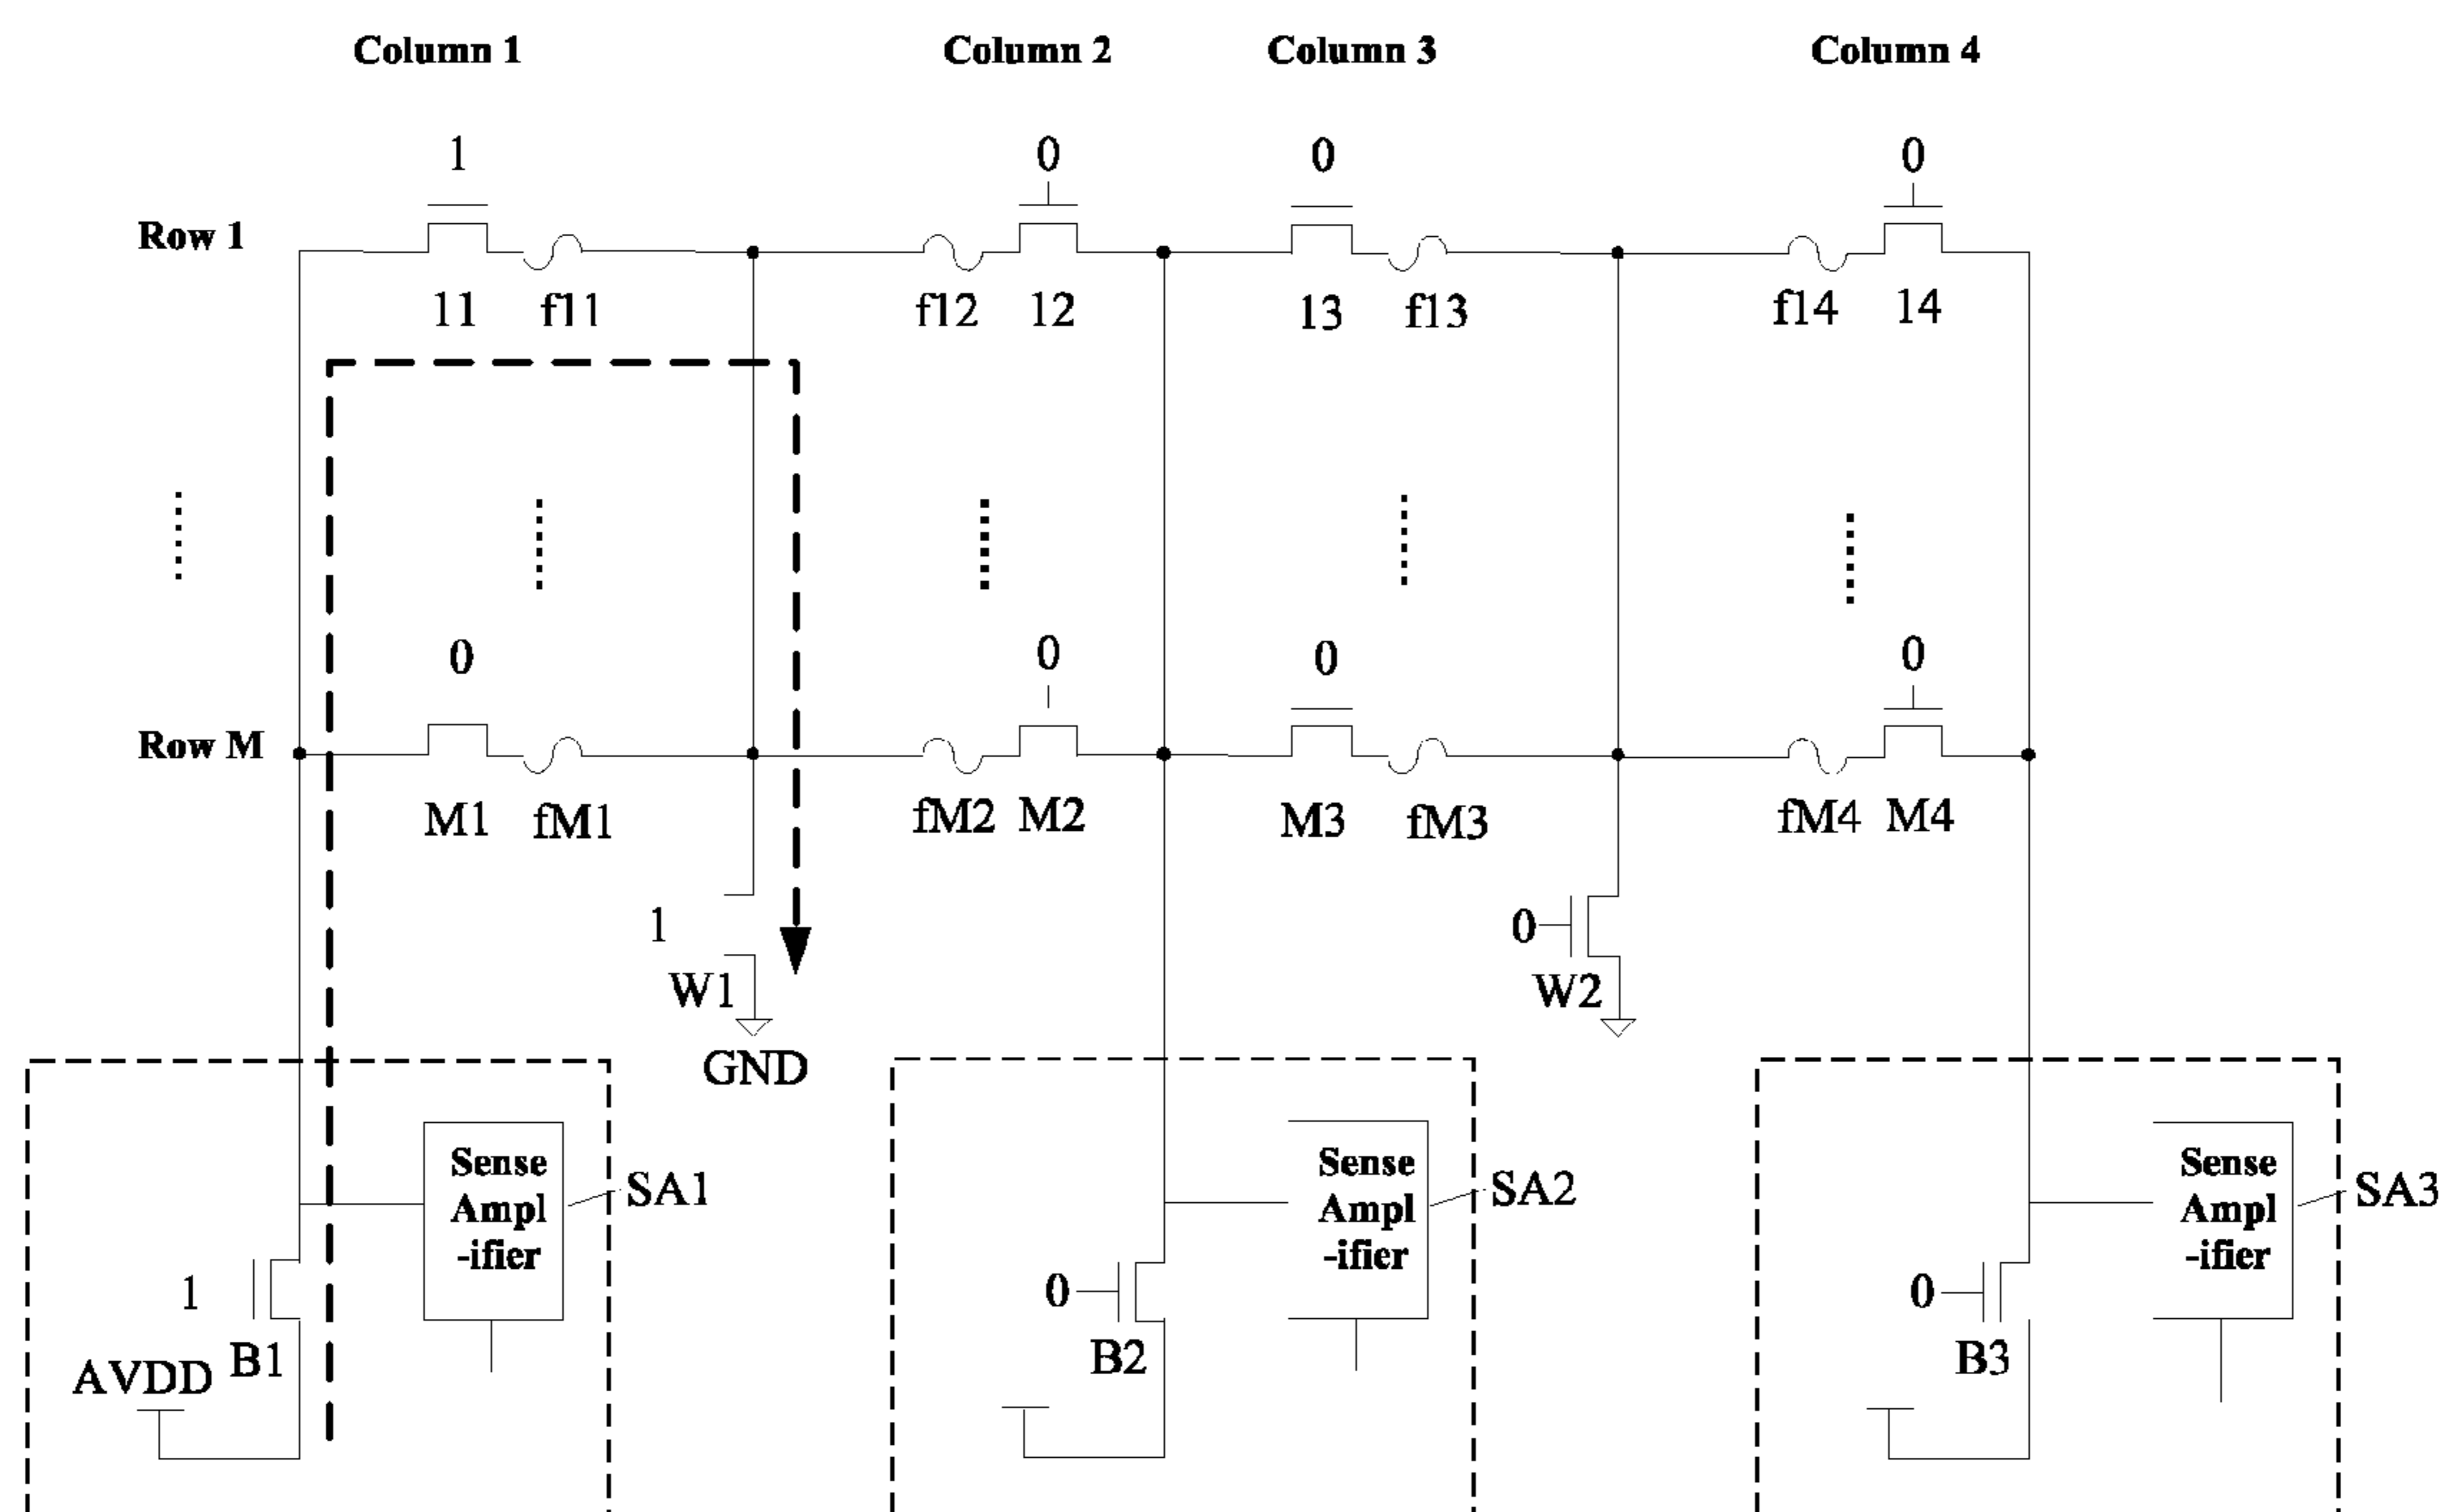 Column 1 Column 2 Column 3 Column 4
1 0 0 0
Row 1
11 f11 f12 12 13 f13 f14 14
0 0 0 0
Row M
M1 fM1 fM2 M2 M3 fM3 fM4 M4
1 0
W1 W2
GND
Sense
Ampl
-ifier
SA1
Sense
Ampl
-ifier
SA2
Sense
Ampl
-ifier
SA3
1 0 0
B1 B2 B3
AVDD